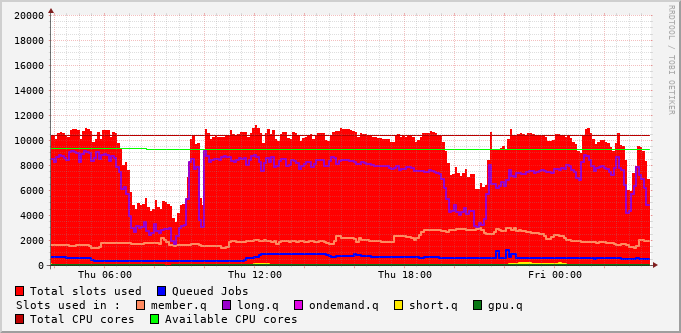 20000
18000
16000
14000
12000
10000
8000
6000
4000
2000
0
Thu 06:00 Thu 12:00 Thu 18:00 Fri 00:00
RRDTOOL / TOBI OETIKER
Total slots used Queued Jobs
Slots used in : member.q long.q ondemand.q short.q gpu.q
Total CPU cores Available CPU cores